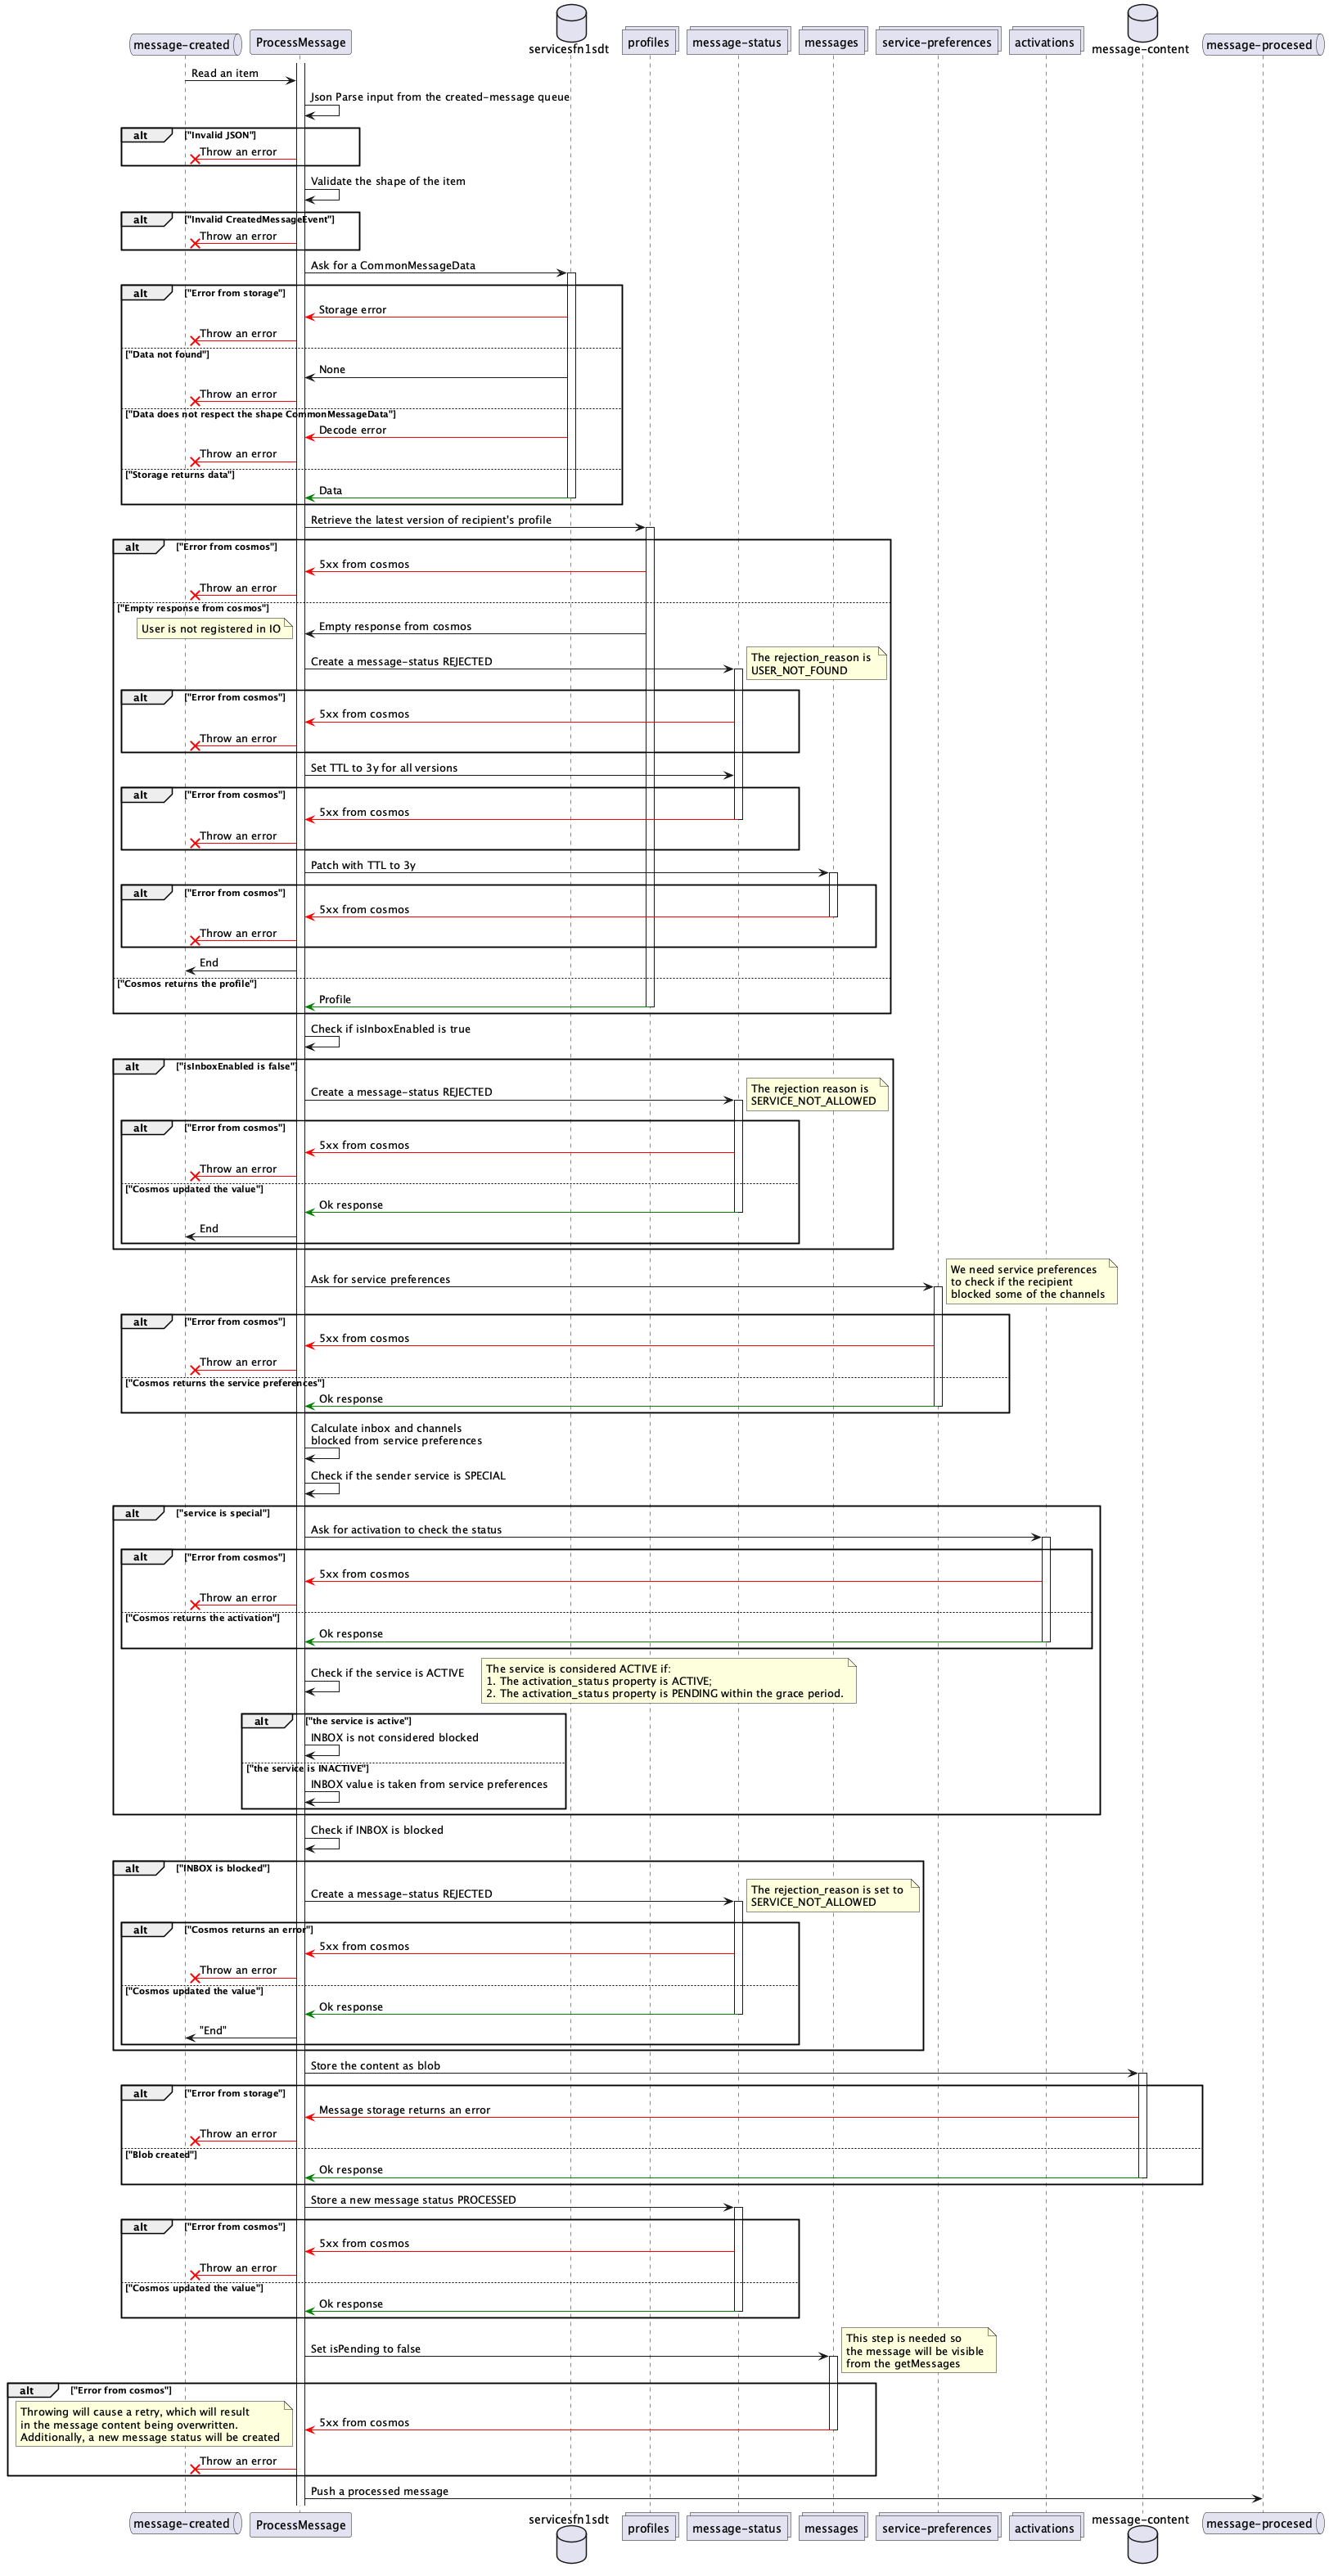 message-created
ProcessMessage
servicesfn1sdt
profiles
message-status
messages
service-preferences
activations
message-content
message-procesed
Read an item
Json Parse input from the created-message queue
alt
["Invalid JSON"]
Throw an error
Validate the shape of the item
alt
["Invalid CreatedMessageEvent"]
Throw an error
Ask for a CommonMessageData
alt
["Error from storage"]
Storage error
Throw an error
["Data not found"]
None
Throw an error
["Data does not respect the shape CommonMessageData"]
Decode error
Throw an error
["Storage returns data"]
Data
Retrieve the latest version of recipient's profile
alt
["Error from cosmos"]
5xx from cosmos
Throw an error
["Empty response from cosmos"]
User is not registered in IO
Empty response from cosmos
Create a message-status REJECTED
The rejection_reason is
USER_NOT_FOUND
alt
["Error from cosmos"]
5xx from cosmos
Throw an error
Set TTL to 3y for all versions
alt
["Error from cosmos"]
5xx from cosmos
Throw an error
Patch with TTL to 3y
alt
["Error from cosmos"]
5xx from cosmos
Throw an error
End
["Cosmos returns the profile"]
Profile
Check if isInboxEnabled is true
alt
["isInboxEnabled is false"]
Create a message-status REJECTED
The rejection reason is
SERVICE_NOT_ALLOWED
alt
["Error from cosmos"]
5xx from cosmos
Throw an error
["Cosmos updated the value"]
Ok response
End
Ask for service preferences
We need service preferences
to check if the recipient
blocked some of the channels
alt
["Error from cosmos"]
5xx from cosmos
Throw an error
["Cosmos returns the service preferences"]
Ok response
Calculate inbox and channels
blocked from service preferences
Check if the sender service is SPECIAL
alt
["service is special"]
Ask for activation to check the status
alt
["Error from cosmos"]
5xx from cosmos
Throw an error
["Cosmos returns the activation"]
Ok response
Check if the service is ACTIVE
The service is considered ACTIVE if:
1. The activation_status property is ACTIVE;
2. The activation_status property is PENDING within the grace period.
alt
["the service is active"]
INBOX is not considered blocked
["the service is INACTIVE"]
INBOX value is taken from service preferences
Check if INBOX is blocked
alt
["INBOX is blocked"]
Create a message-status REJECTED
The rejection_reason is set to
SERVICE_NOT_ALLOWED
alt
["Cosmos returns an error"]
5xx from cosmos
Throw an error
["Cosmos updated the value"]
Ok response
"End"
Store the content as blob
alt
["Error from storage"]
Message storage returns an error
Throw an error
["Blob created"]
Ok response
Store a new message status PROCESSED
alt
["Error from cosmos"]
5xx from cosmos
Throw an error
["Cosmos updated the value"]
Ok response
Set isPending to false
This step is needed so
the message will be visible
from the getMessages
alt
["Error from cosmos"]
Throwing will cause a retry, which will result
in the message content being overwritten.
Additionally, a new message status will be created
5xx from cosmos
Throw an error
Push a processed message
message-created
ProcessMessage
servicesfn1sdt
profiles
message-status
messages
service-preferences
activations
message-content
message-procesed